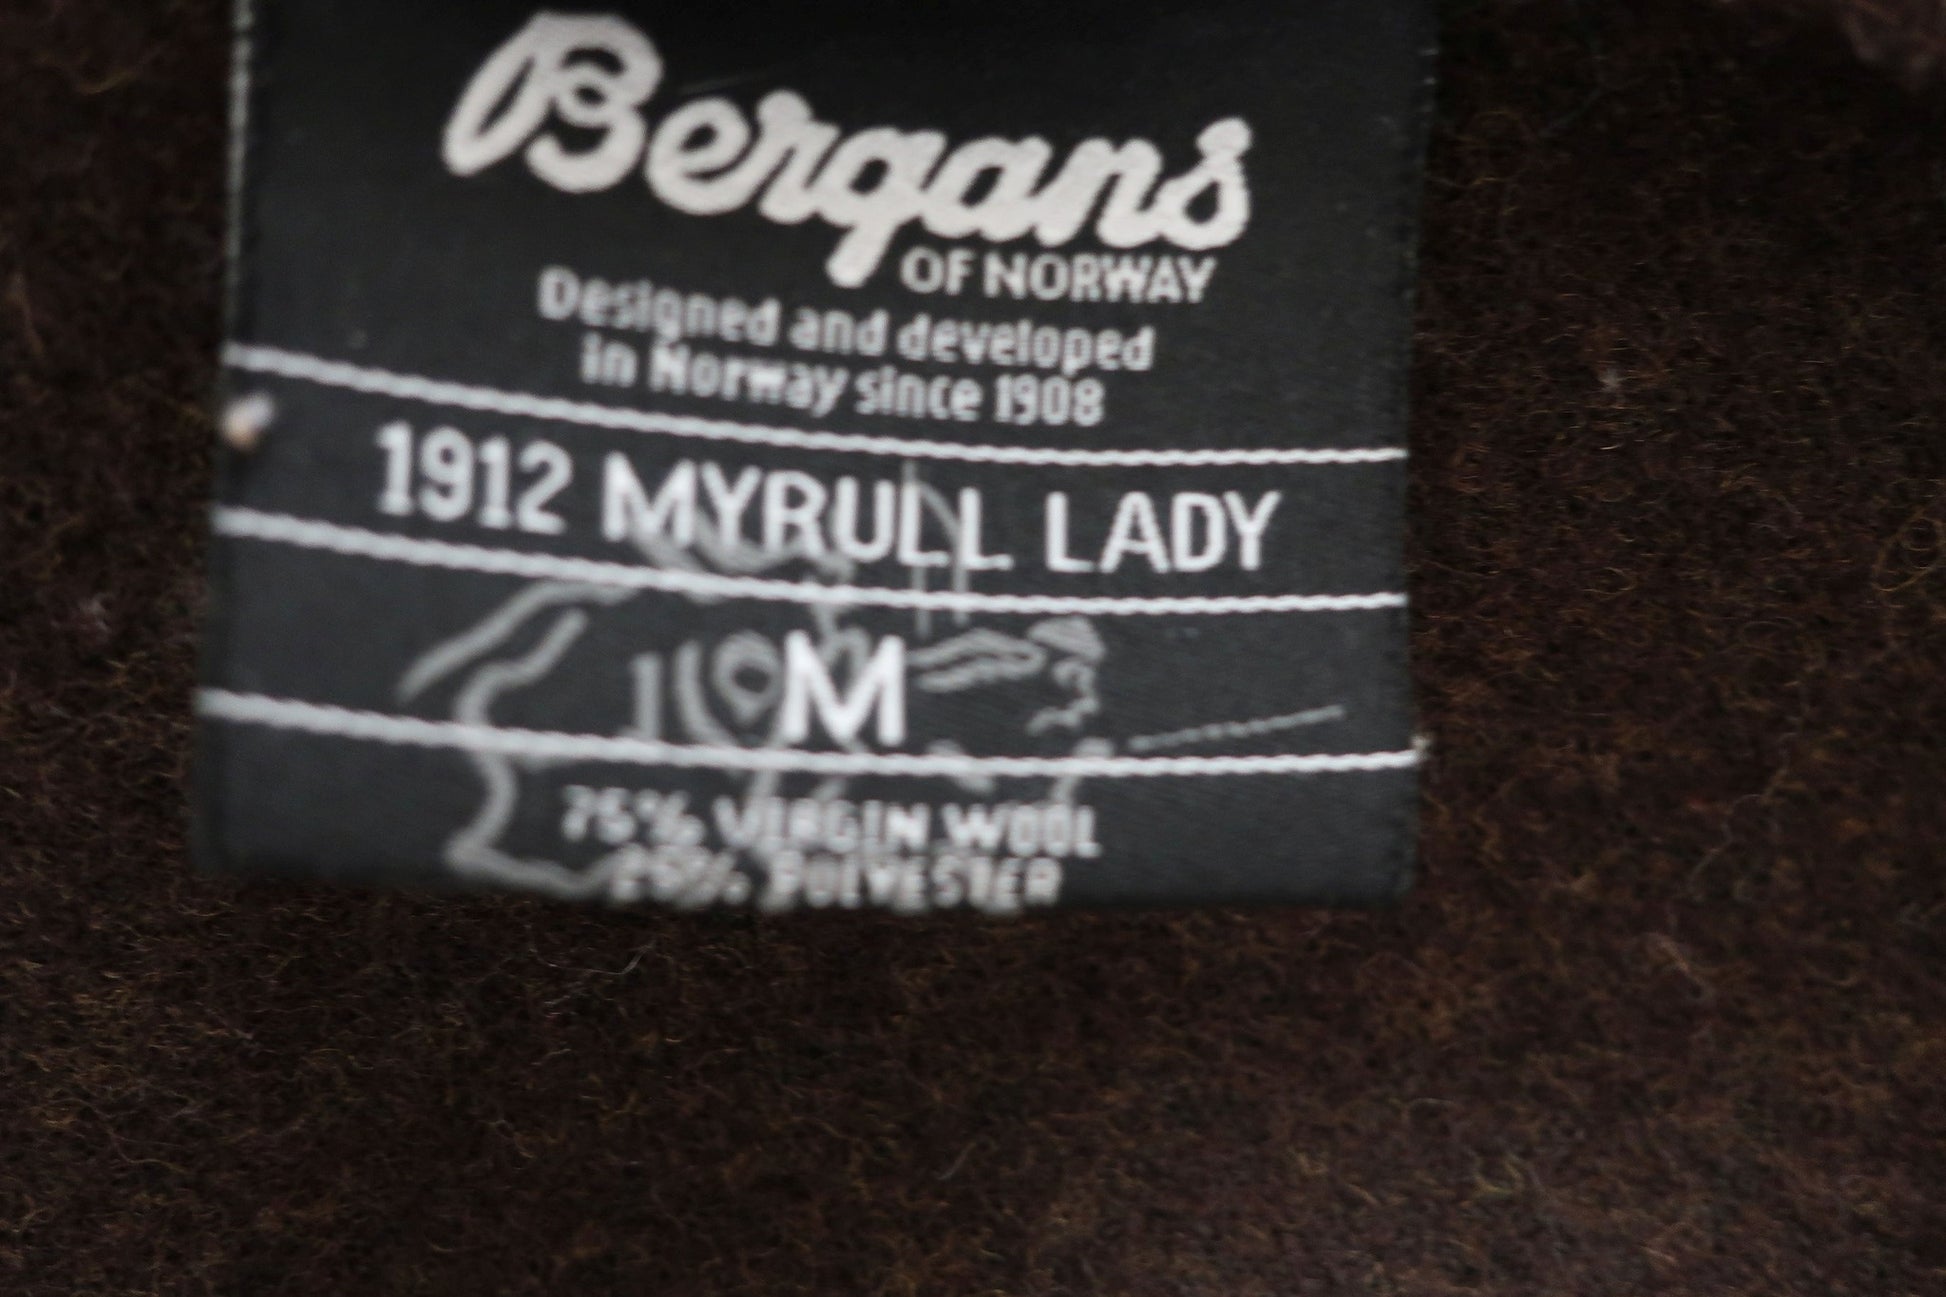 Bergans
OF NORWAY
Designed and developed
in Norway since 1908
1912 MYRULL LADY
M
75% VIRGIN WOOL
25% POLYESTER